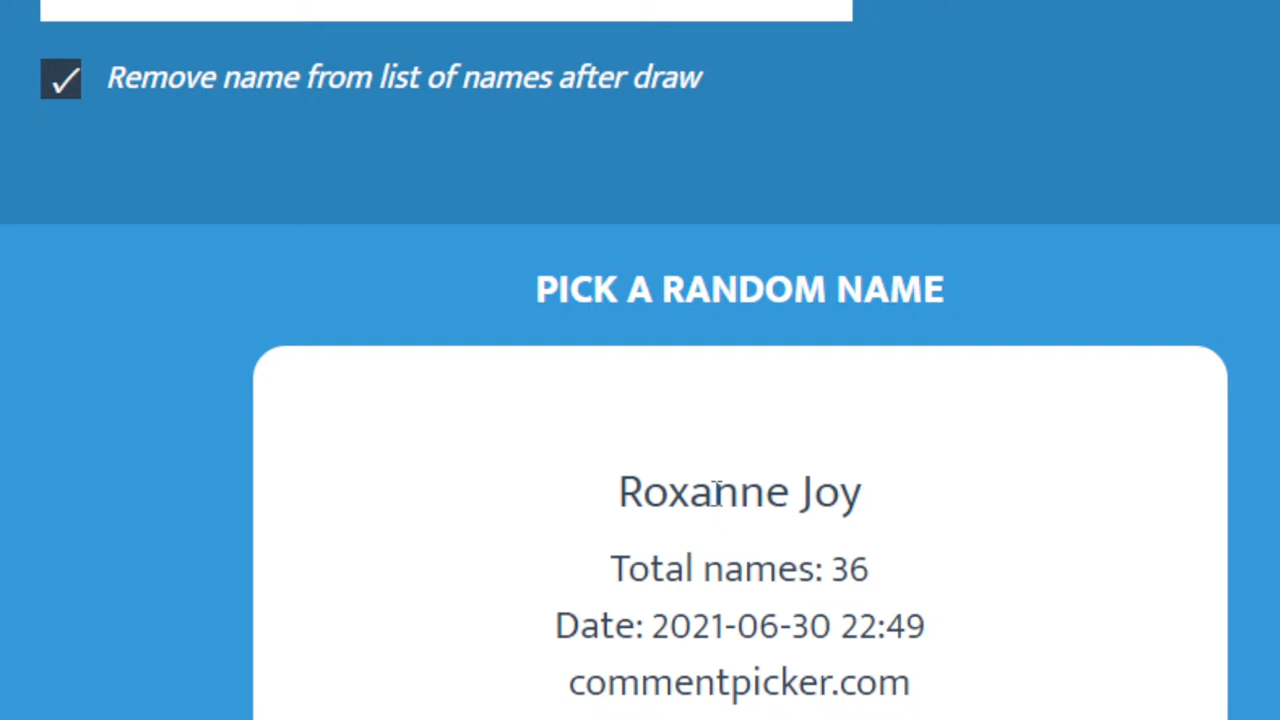 Remove name from list of names after draw
PICK A RANDOM NAME
Roxanne Joy
Total names: 36
Date: 2021-06-30 22:49
commentpicker.com